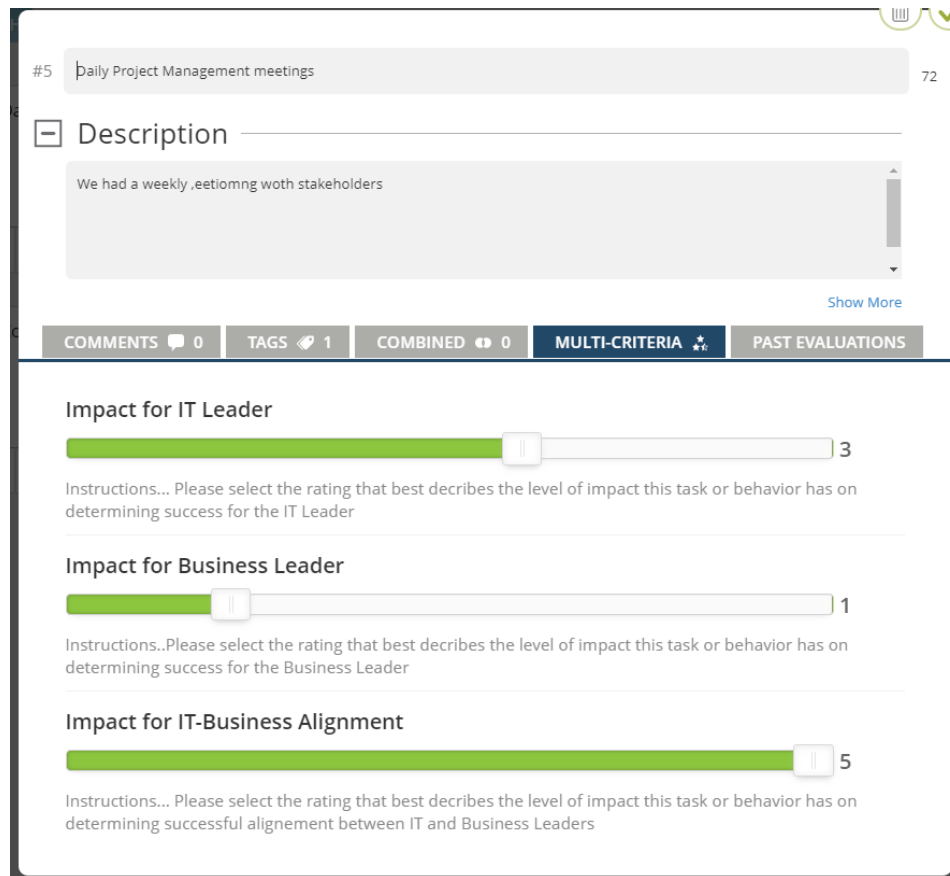 #5 Daily Project Management meetings 72
Description
We had a weekly ,eetiomng woth stakeholders
Show More
COMMENTS 0 TAGS 1 COMBINED 0 MULTI-CRITERIA PAST EVALUATIONS
Impact for IT Leader
3
Instructions... Please select the rating that best decribes the level of impact this task or behavior has on
determining success for the IT Leader
Impact for Business Leader
1
Instructions..Please select the rating that best decribes the level of impact this task or behavior has on
determining success for the Business Leader
Impact for IT-Business Alignment
5
Instructions... Please select the rating that best decribes the level of impact this task or behavior has on
determining successful alignement between IT and Business Leaders